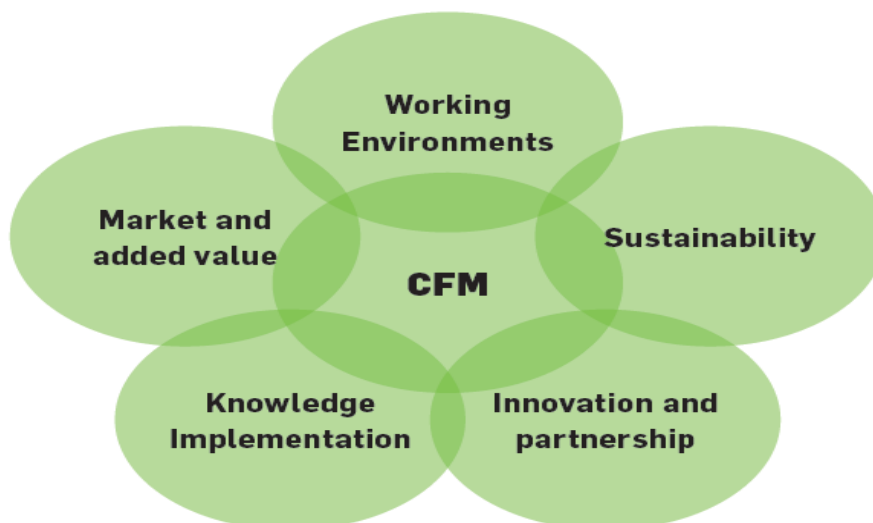 Working
Environments
Market and
added value
Sustainability
CFM
Knowledge
Implementation
Innovation and
partnership